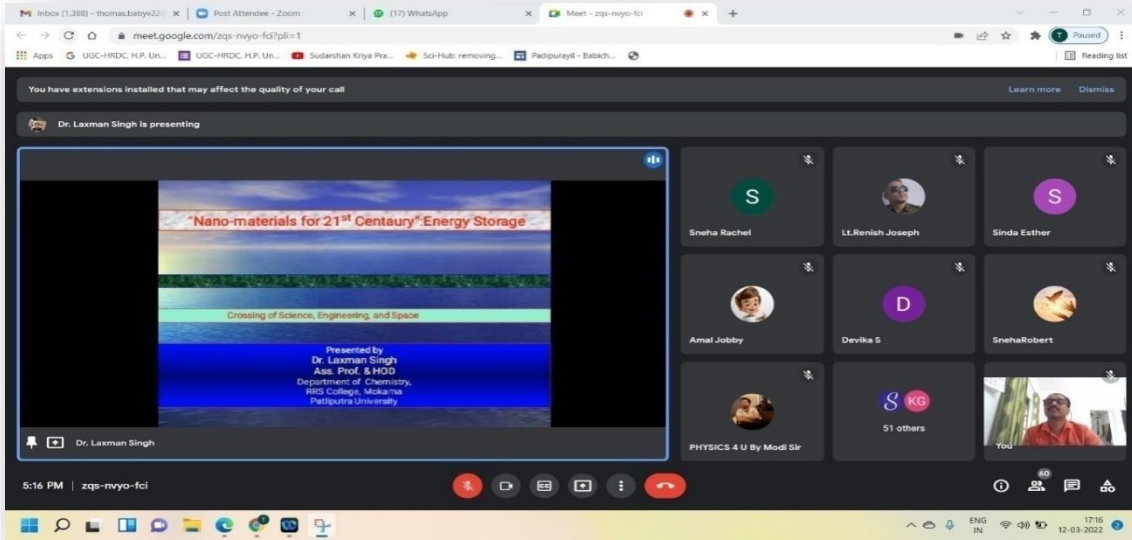 Inbox (1,388) - thomas.babyv22@
Post Attendee - Zoom
(17) WhatsApp
Meet - zqs-nvyo-fci
meet.google.com/zqs-nvyo-fci?pli=1
Paused
Apps
UGC-HRDC, H.P. Un...
UGC-HRDC, H.P. Un...
Sudarshan Kriya Pra...
Sci-Hub: removing...
Padipurayil - Babich...
Reading list
You have extensions installed that may affect the quality of your call
Learn more
Dismiss
Dr. Laxman Singh is presenting
"Nano-materials for 21st Centaury":Energy Storage
Crossing of Science, Engineering, and Space
Presented by
Dr. Laxman Singh
Ass. Prof. & HOD
Department of Chemistry,
RRS College, Mokama
Patliputra University
Dr. Laxman Singh
S
Sneha Rachel
Lt.Renish Joseph
S
Sinda Esther
Amal Jobby
D
Devika S
SnehaRobert
PHYSICS 4 U By Modi Sir
S KG
51 others
You
5:16 PM | zqs-nvyo-fci
60
ENG
IN
17:16
12-03-2022
2